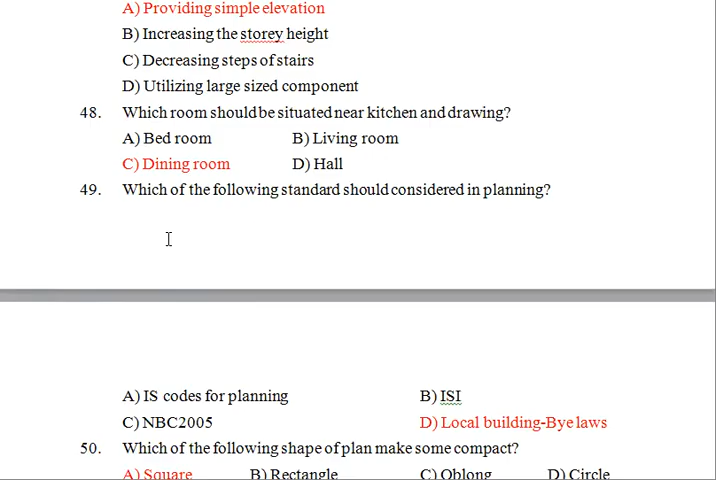 A) Providing simple elevation
B) Increasing the storey height
C) Decreasing steps of stairs
D) Utilizing large sized component
48. Which room should be situated near kitchen and drawing?
A) Bed room B) Living room
C) Dining room D) Hall
49. Which of the following standard should considered in planning?
A) IS codes for planning B) ISI
C) NBC2005 D) Local building-Bye laws
50. Which of the following shape of plan make some compact?
A) Square B) Rectangle C) Oblong D) Circle